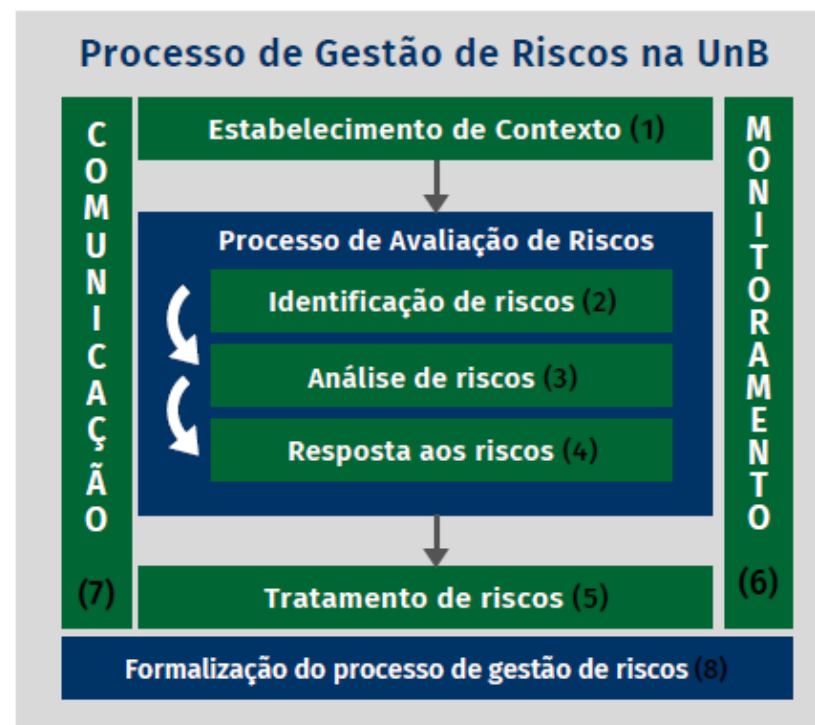 Processo de Gestão de Riscos na UnB
COMUNICAÇÃO
(7)
Estabelecimento de Contexto (1)
Processo de Avaliação de Riscos
Identificação de riscos (2)
Análise de riscos (3)
Resposta aos riscos (4)
Tratamento de riscos (5)
MONITORAMENTO
(6)
Formalização do processo de gestão de riscos (8)